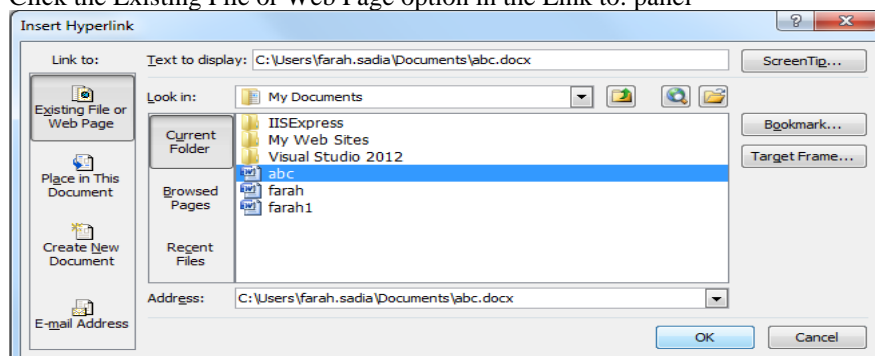 Click the Existing File or Web Page option in the Link to: panel
Insert Hyperlink
Link to:
Text to display: C:\Users\farah.sadia\Documents\abc.docx
ScreenTip...
Existing File or
Web Page
Look in:
My Documents
Current
Folder
IISExpress
My Web Sites
Visual Studio 2012
abc
farah
farah1
Bookmark...
Target Frame...
Place in This
Document
Browsed
Pages
Create New
Document
Recent
Files
E-mail Address
Address:
C:\Users\farah.sadia\Documents\abc.docx
OK
Cancel